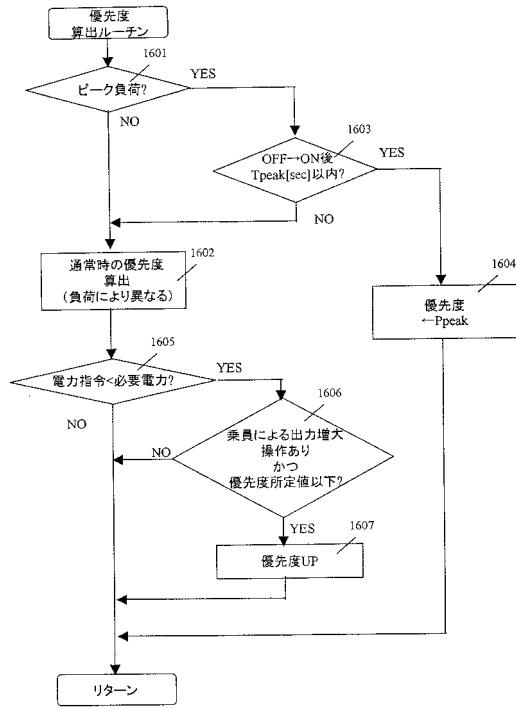 優先度
算出ルーチン
1601
ピーク負荷?
YES
NO
1603
OFF→ON後
Tpeak[sec]以内?
YES
NO
通常時の優先度
算出
(負荷により異なる)
1602
1604
優先度
←Ppeak
1605
電力指令<必要電力?
YES
NO
1606
乗員による出力増大
操作あり
かつ
優先度所定値以下?
NO
YES
1607
優先度UP
リターン